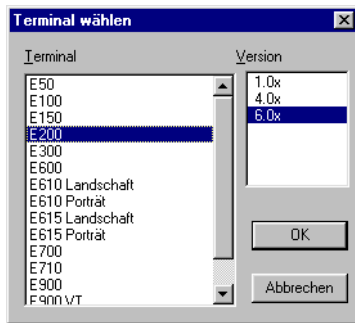 Terminal wählen
Terminal
E50
E100
E150
E200
E300
E600
E610 Landschaft
E610 Porträt
E615 Landschaft
E615 Porträt
E700
E710
E900
E900 VT
Version
1.0x
4.0x
6.0x
OK
Abbrechen